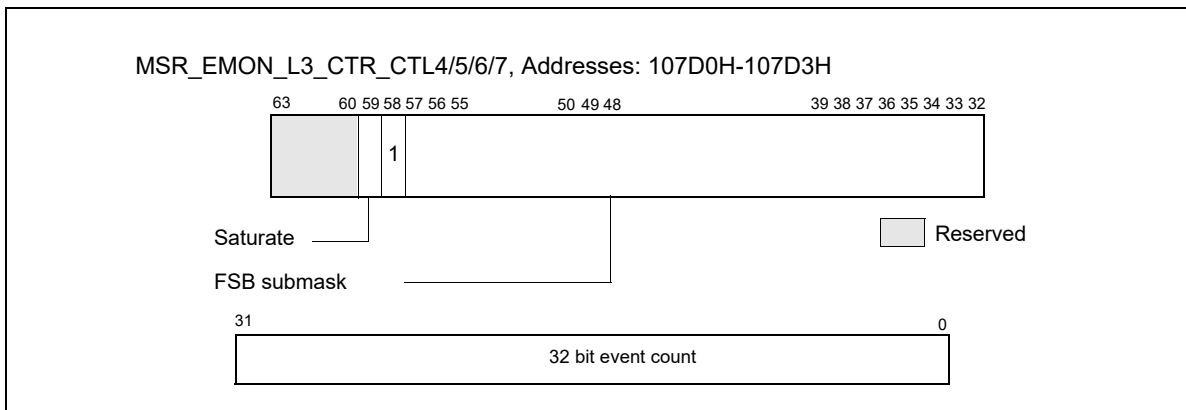 MSR_EMON_L3_CTR_CTL4/5/6/7, Addresses: 107D0H-107D3H
63 60 59 58 57 56 55 50 49 48 39 38 37 36 35 34 33 32
1
Saturate
Reserved
FSB submask
31 0
32 bit event count